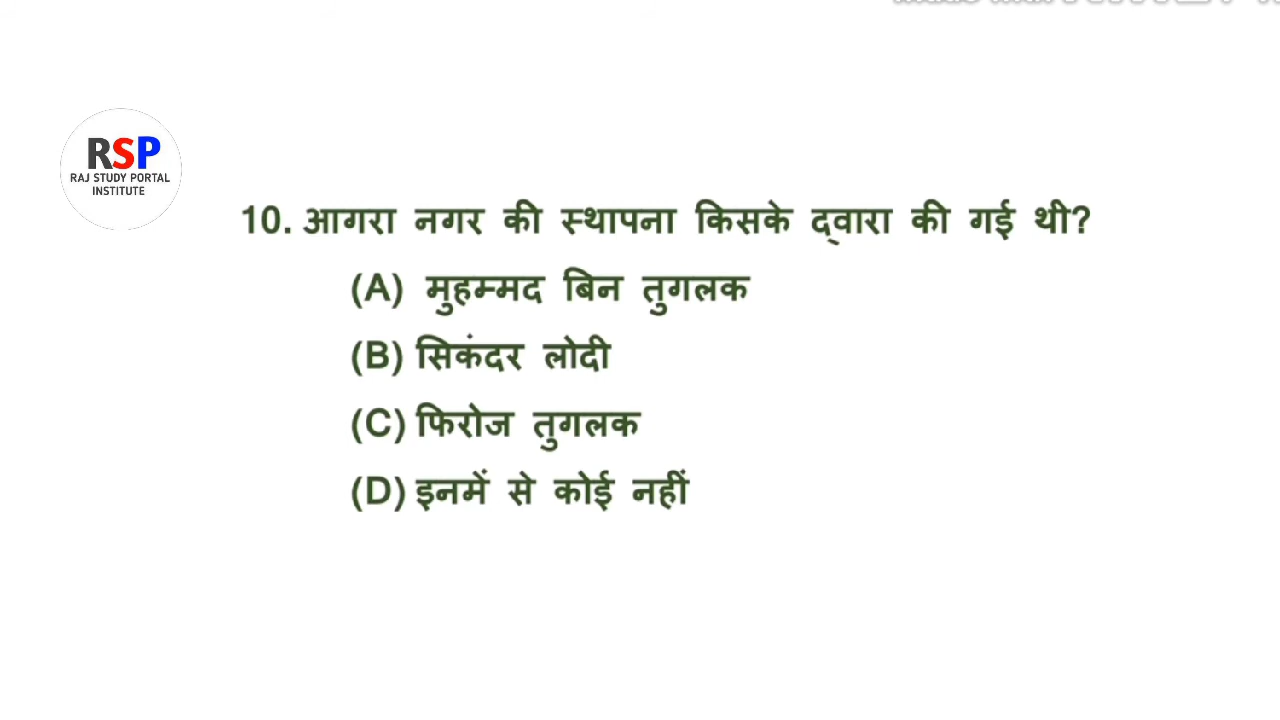 RSP
RAJ STUDY PORTAL
INSTITUTE
10. आगरा नगर की स्थापना किसके द्वारा की गई थी?
(A) मुहम्मद बिन तुगलक
(B) सिकंदर लोदी
(C) फिरोज तुगलक
(D) इनमें से कोई नहीं